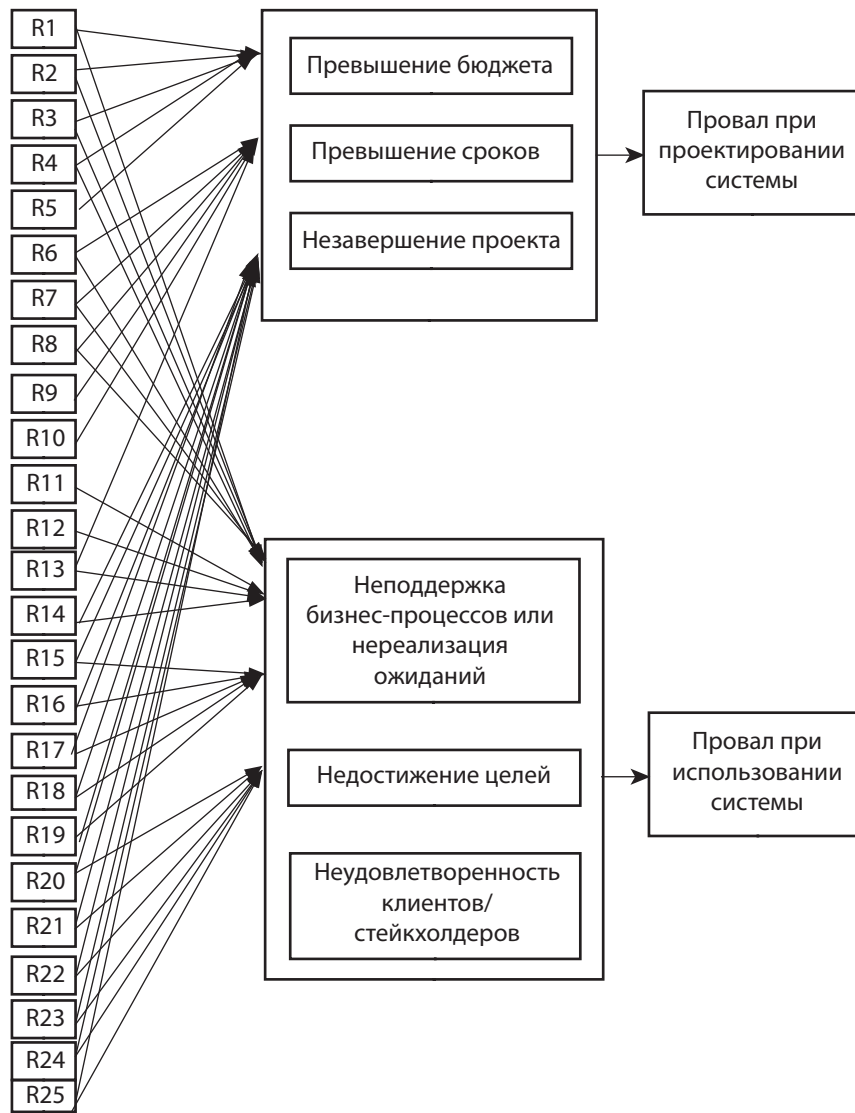 R1
R2
R3
R4
R5
R6
R7
R8
R9
R10
R11
R12
R13
R14
R15
R16
R17
R18
R19
R20
R21
R22
R23
R24
R25
Превышение бюджета
Превышение сроков
Незавершение проекта
Провал при
проектировании
системы
Неподдержка
бизнес-процессов или
нереализация
ожиданий
Недостижение целей
Неудовлетворенность
клиентов/
стейкхолдеров
Провал при
использовании
системы